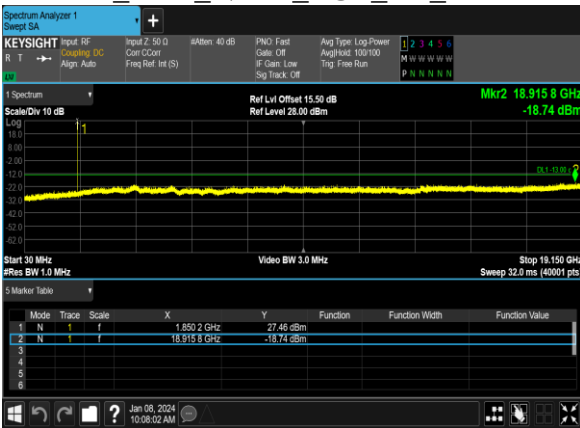 Spectrum Analyzer 1
Swept SA
KEYSIGHT Input: RF Input Z: 50 Ω #Atten: 40 dB PNO: Fast Avg Type: Log-Power 1 2 3 4 5 6
R T Coupling: DC Corr CCorr Gate: Off Avg|Hold: 100/100 M W W W W W
Align: Auto Freq Ref: Int (S) IF Gain: Low Trig: Free Run P N N N N N
LV Sig Track: Off
1 Spectrum Ref Lvl Offset 15.50 dB Mkr2 18.915 8 GHz
Scale/Div 10 dB Ref Level 28.00 dBm -18.74 dBm
Log
18.0
8.00
-2.00
-12.0
-22.0
-32.0
-42.0
-52.0
-62.0
1
DL1 -13.00
2
Start 30 MHz Video BW 3.0 MHz Stop 19.150 GHz
#Res BW 1.0 MHz Sweep 32.0 ms (40001 pts
5 Marker Table
Mode Trace Scale X Y Function Function Width Function Value
1 N 1 f 1.850 2 GHz 27.46 dBm
2 N 1 f 18.915 8 GHz -18.74 dBm
3
4
5
6
? Jan 08, 2024
10:08:02 AM